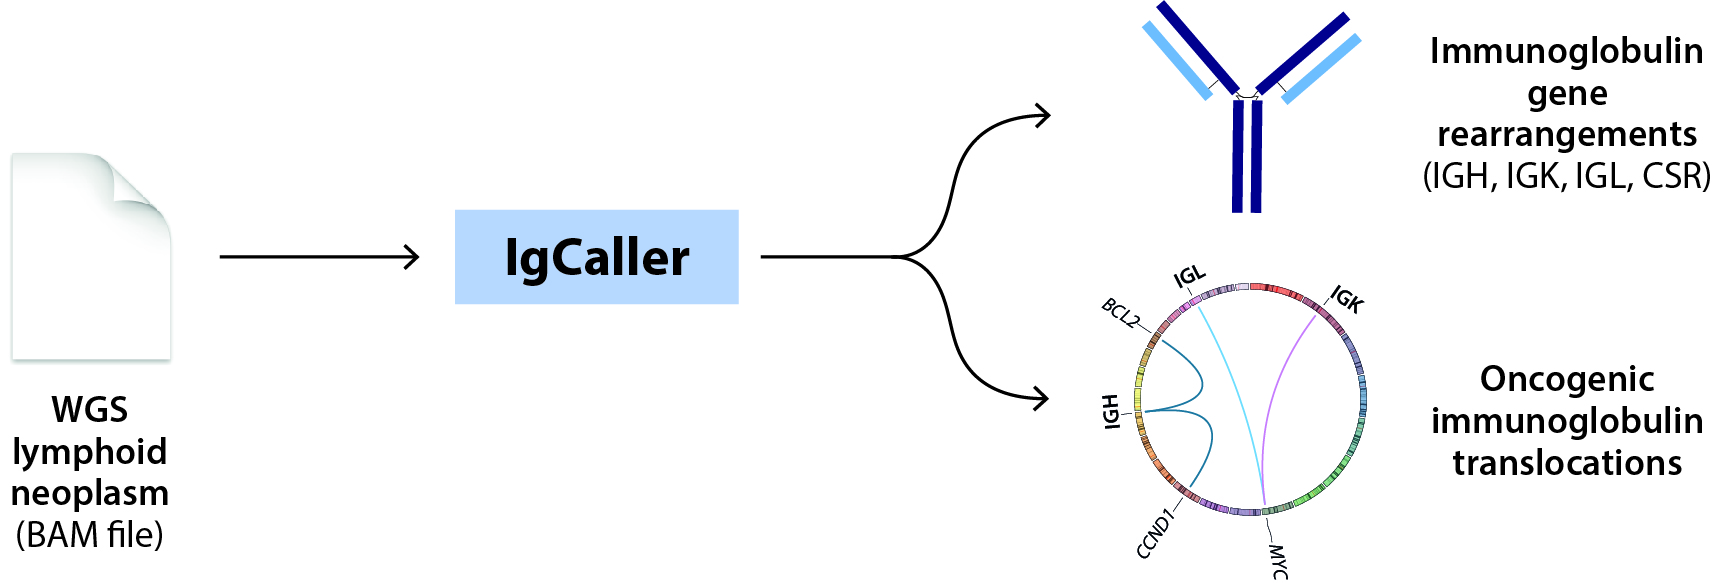 WGS
lymphoid
neoplasm
(BAM file)
IgCaller
Immunoglobulin
gene
rearrangements
(IGH, IGK, IGL, CSR)
IGL
IGK
BCL2
IGH
CCND1
MYC
Oncogenic
immunoglobulin
translocations